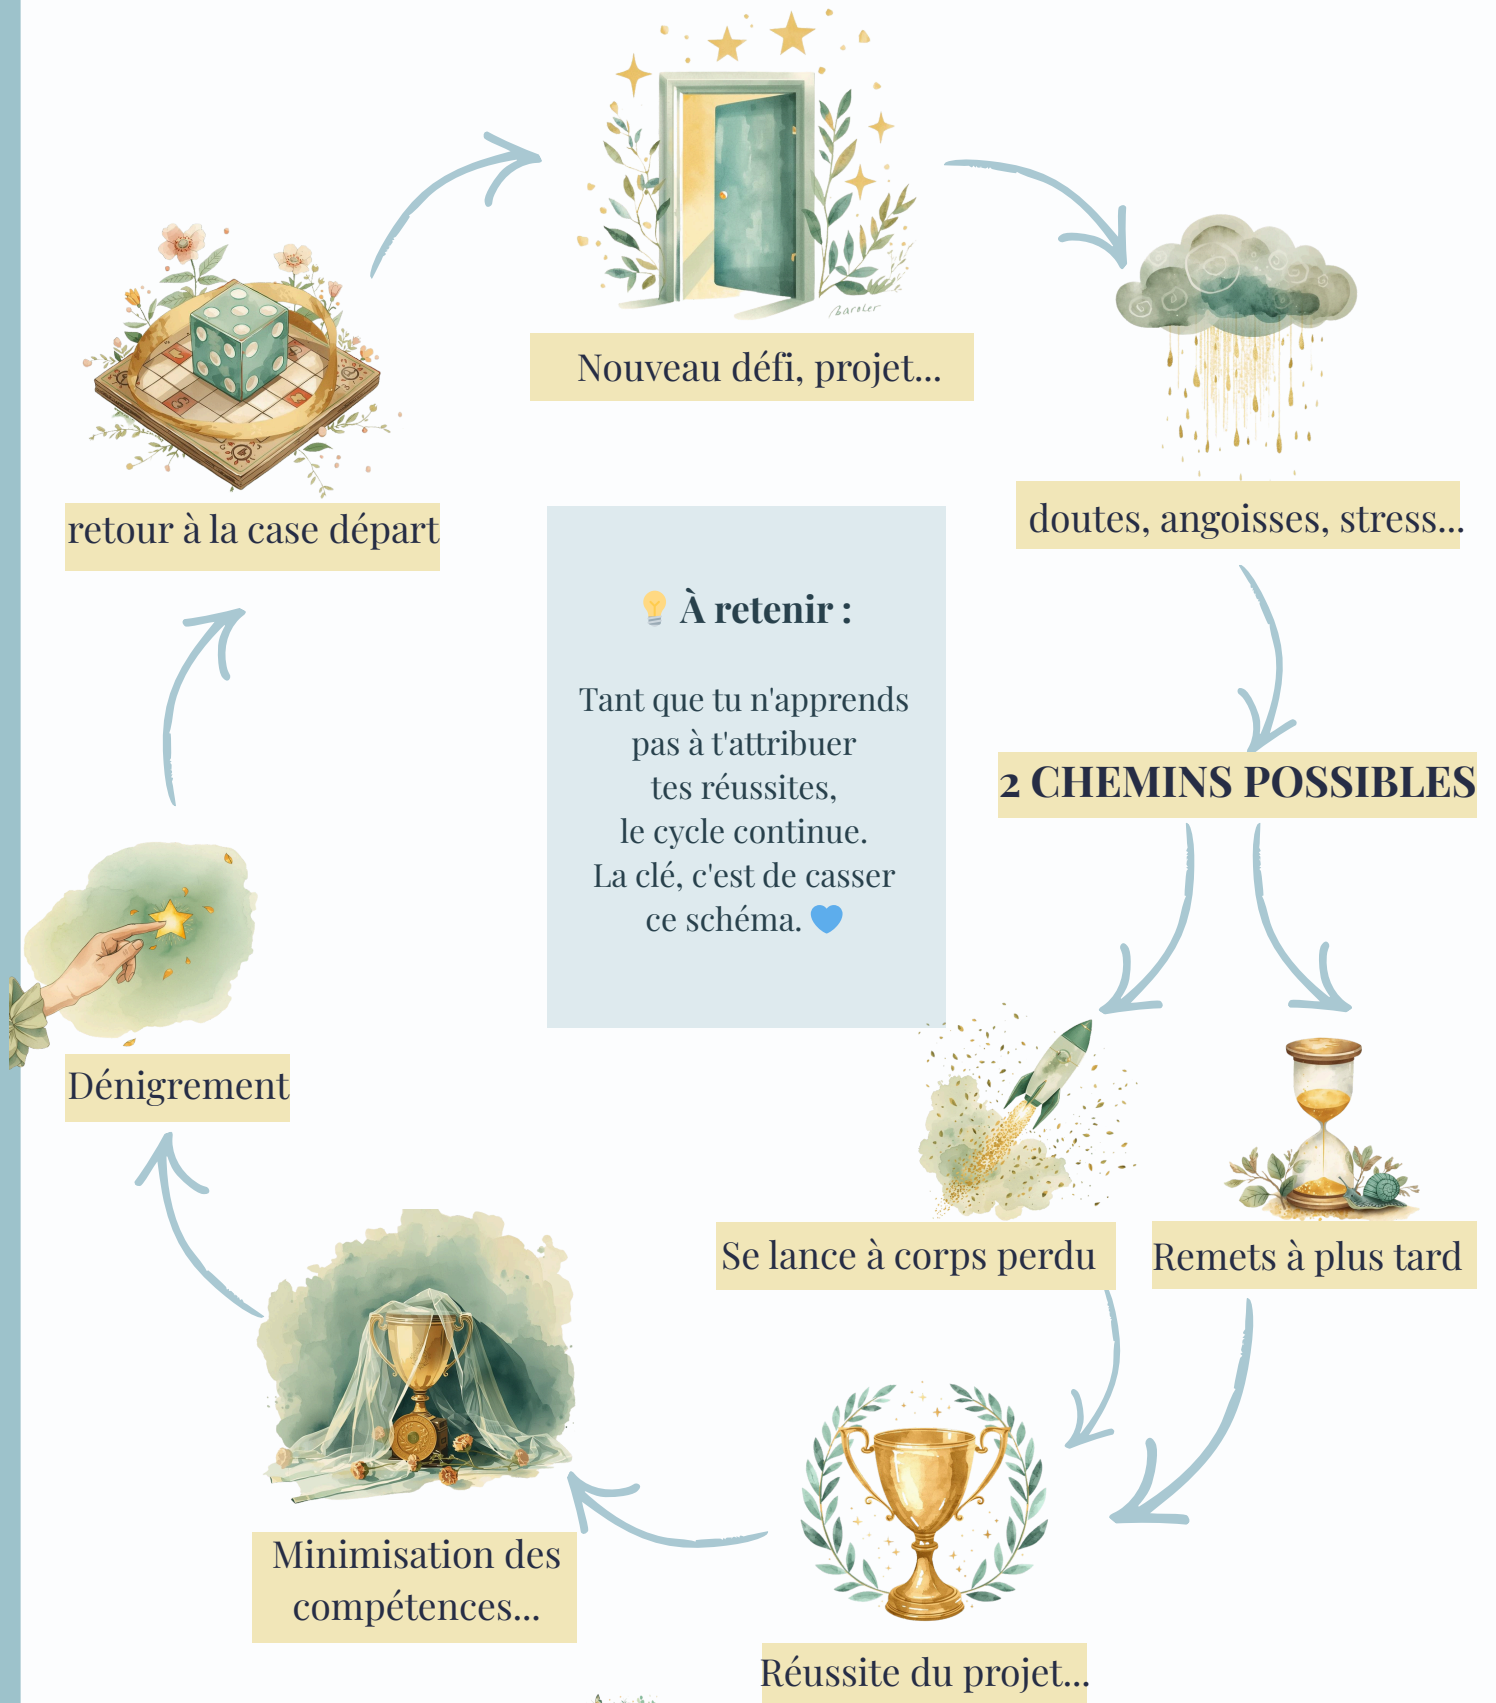 Nouveau défi, projet...
doutes, angoisses, stress...
2 CHEMINS POSSIBLES
Se lance à corps perdu
Remets à plus tard
Réussite du projet...
Minimisation des
compétences...
Dénigrement
retour à la case départ
💡 À retenir :
Tant que tu n'apprends
pas à t'attribuer
tes réussites,
le cycle continue.
La clé, c'est de casser
ce schéma. 💙